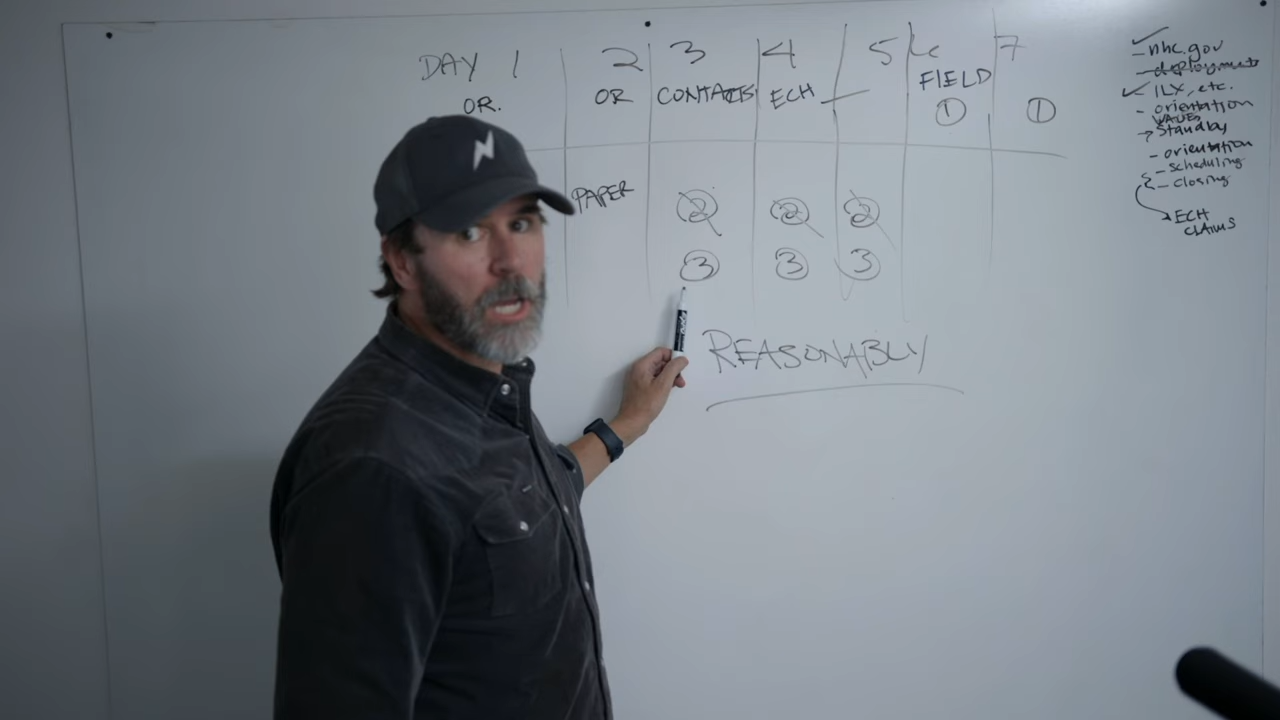 DAY 1 2 3 4 5 6 7
OR. OR CONTACTS ECH FIELD
1 1
PAPER 2 2 2
3 3 3
REASONABLY
nhc.gov
deployments
ILX, etc.
- orientation
WAVES
→ Standby
- orientation
- scheduling
- closing
ECH
CLAIMS